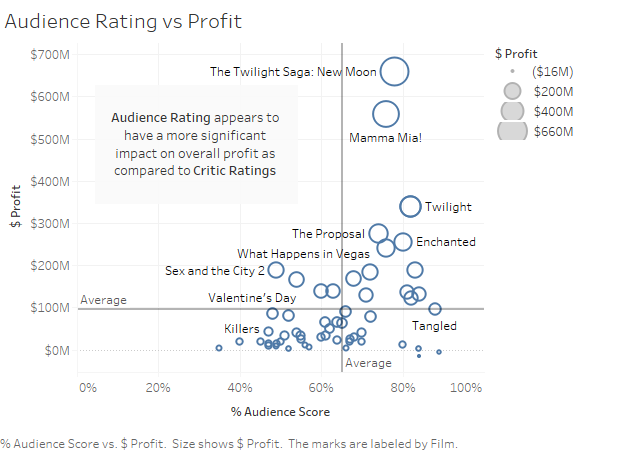 Audience Rating vs Profit
$700M
$600M
$500M
$400M
$300M
$200M
$100M
$0M
$ Profit
The Twilight Saga: New Moon
Audience Rating appears to
have a more significant
impact on overall profit as
compared to Critic Ratings
Mamma Mia!
Twilight
The Proposal
Enchanted
What Happens in Vegas
Sex and the City 2
Valentine's Day
Average
Killers
Tangled
Average
0%
20%
40%
60%
80%
100%
% Audience Score
$ Profit
($16M)
$200M
$400M
$660M
% Audience Score vs. $ Profit. Size shows $ Profit. The marks are labeled by Film.